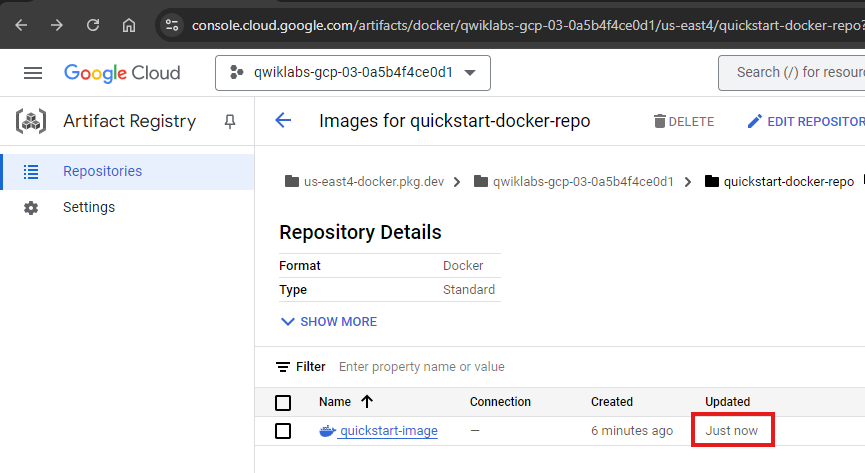 console.cloud.google.com/artifacts/docker/qwiklabs-gcp-03-0a5b4f4ce0d1/us-east4/quickstart-docker-repo?
Google Cloud
qwiklabs-gcp-03-0a5b4f4ce0d1
Search (/) for resour
Artifact Registry
Images for quickstart-docker-repo
DELETE
EDIT REPOSITOR
Repositories
Settings
us-east4-docker.pkg.dev
qwiklabs-gcp-03-0a5b4f4ce0d1
quickstart-docker-repo
Repository Details
Format Docker
Type Standard
SHOW MORE
Filter Enter property name or value
Name Connection Created Updated
quickstart-image — 6 minutes ago Just now